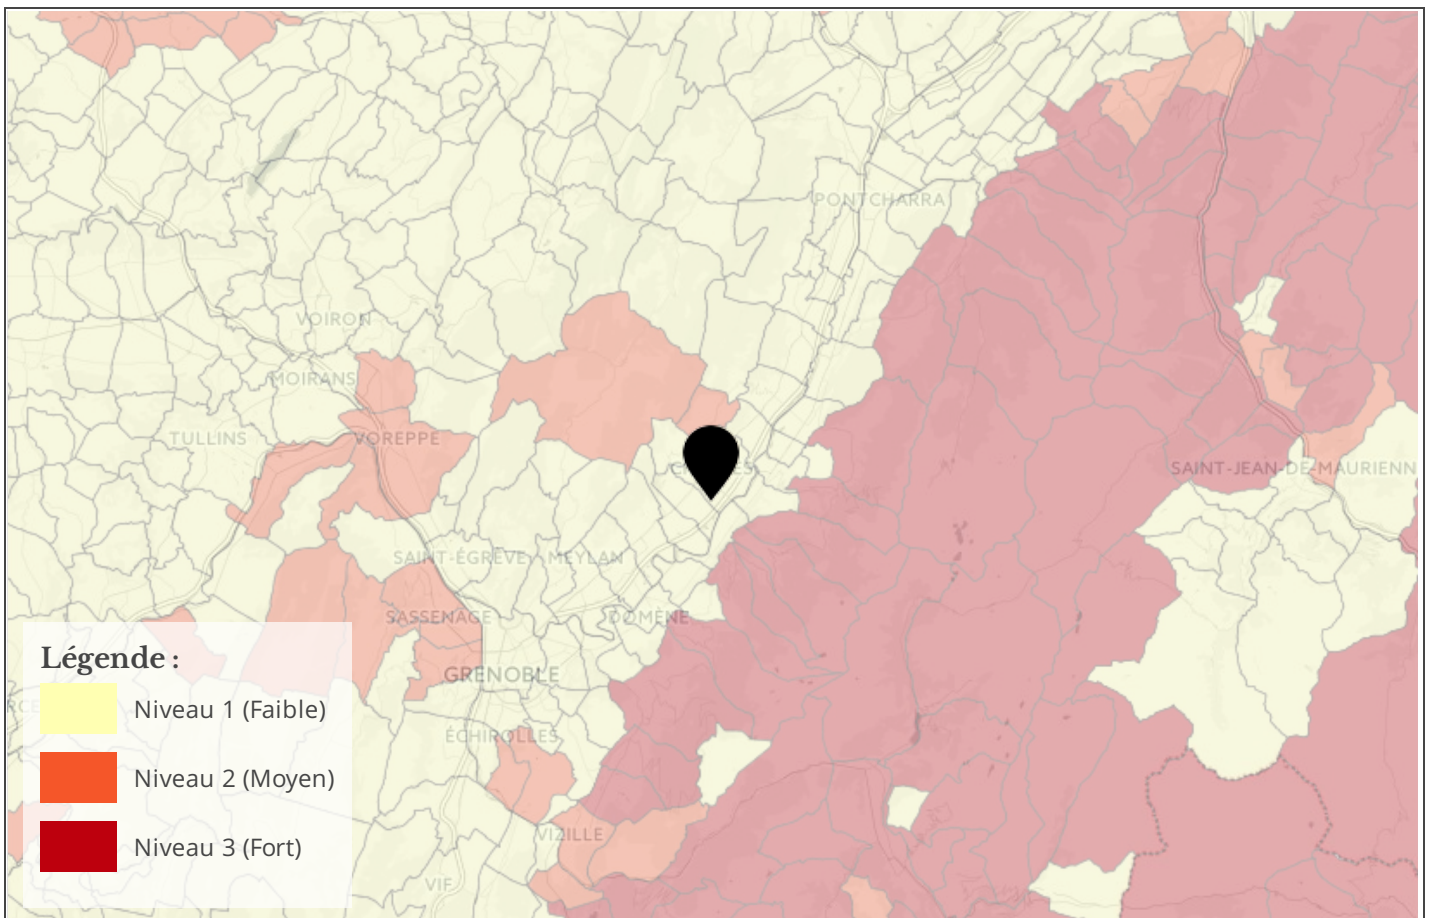 PONTCHARRA
VOIRON
MOIRANS
TULLINS
VOREPPE
SAINT-JEAN-DE-MAURIENN
SAINT-ÉGRÈVE
MEYLAN
SASSENAGE
DOMÈNE
GRENOBLE
ÉCHIROLLES
VIZILLE
VIF
Légende :
Niveau 1 (Faible)
Niveau 2 (Moyen)
Niveau 3 (Fort)